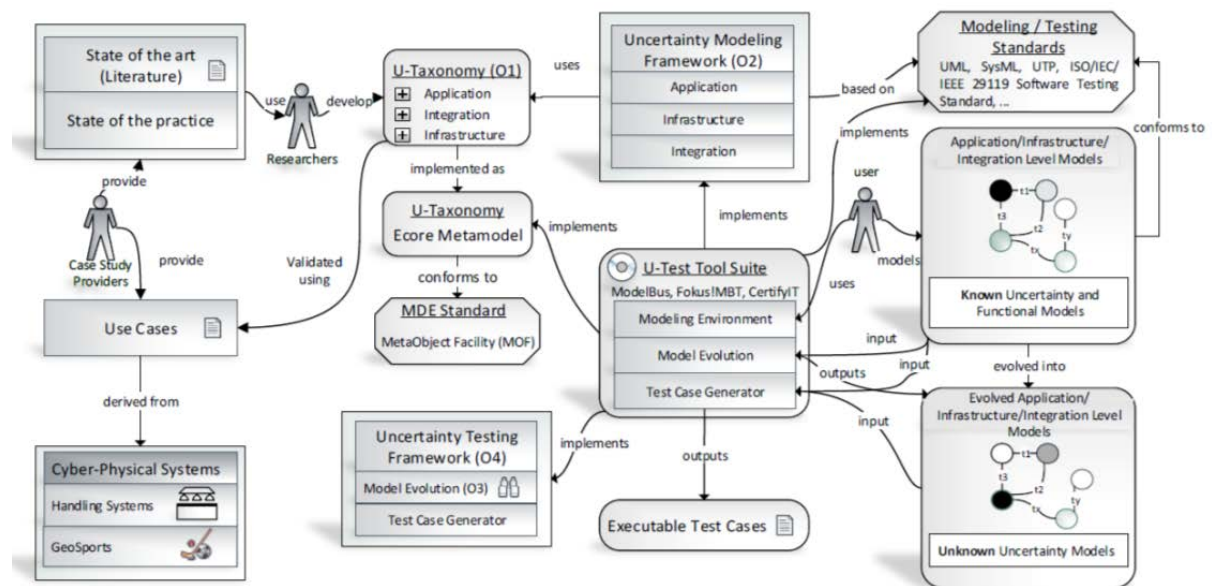 State of the art
(Literature)
State of the practice
use
develop
Researchers
provide
Case Study
Providers
provide
Use Cases
derived from
Cyber-Physical Systems
Handling Systems
GeoSports
U-Taxonomy (O1)
Application
Integration
Infrastructure
implemented as
U-Taxonomy
Ecore Metamodel
conforms to
MDE Standard
MetaObject Facility (MOF)
Validated
using
uses
Uncertainty Modeling
Framework (O2)
Application
Infrastructure
Integration
implements
implements
U-Test Tool Suite
ModelBus, Fokus!MBT, CertifyIT
Modeling Environment
Model Evolution
Test Case Generator
implements
Uncertainty Testing
Framework (O4)
Model Evolution (O3)
Test Case Generator
outputs
Executable Test Cases
based on
implements
user
models
uses
input
input
outputs
input
Modeling / Testing
Standards
UML, SysML, UTP, ISO/IEC/
IEEE 29119 Software Testing
Standard, ...
conforms to
Application/Infrastructure/
Integration Level Models
t1
t3
t2
tx
ty
Known Uncertainty and
Functional Models
evolved into
Evolved Application/
Infrastructure/Integration Level
Models
t1
t3
t2
tx
ty
Unknown Uncertainty Models